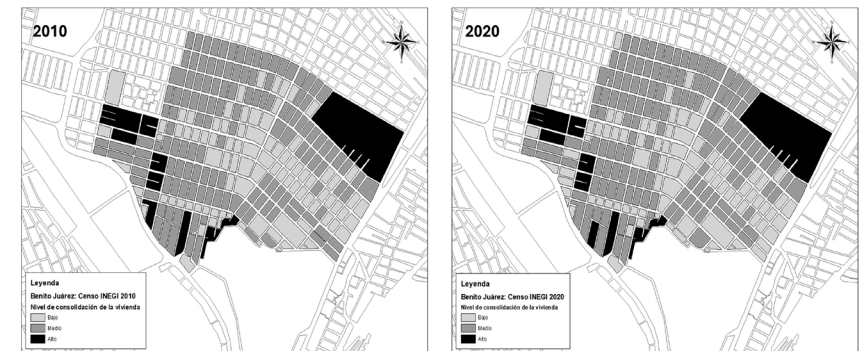 2010
Leyenda
Benito Juárez: Censo INEGI 2010
Nivel de consolidación de la vivienda
Bajo
Medio
Alto
2020
Leyenda
Benito Juárez: Censo INEGI 2020
Nivel de consolidación de la vivienda
Bajo
Medio
Alto